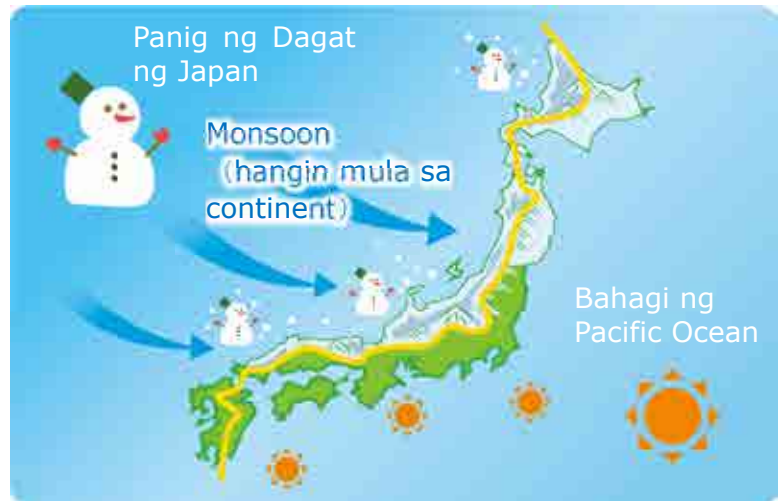 Panig ng Dagat
ng Japan
Monsoon
（hangin mula sa
continent）
Bahagi ng
Pacific Ocean